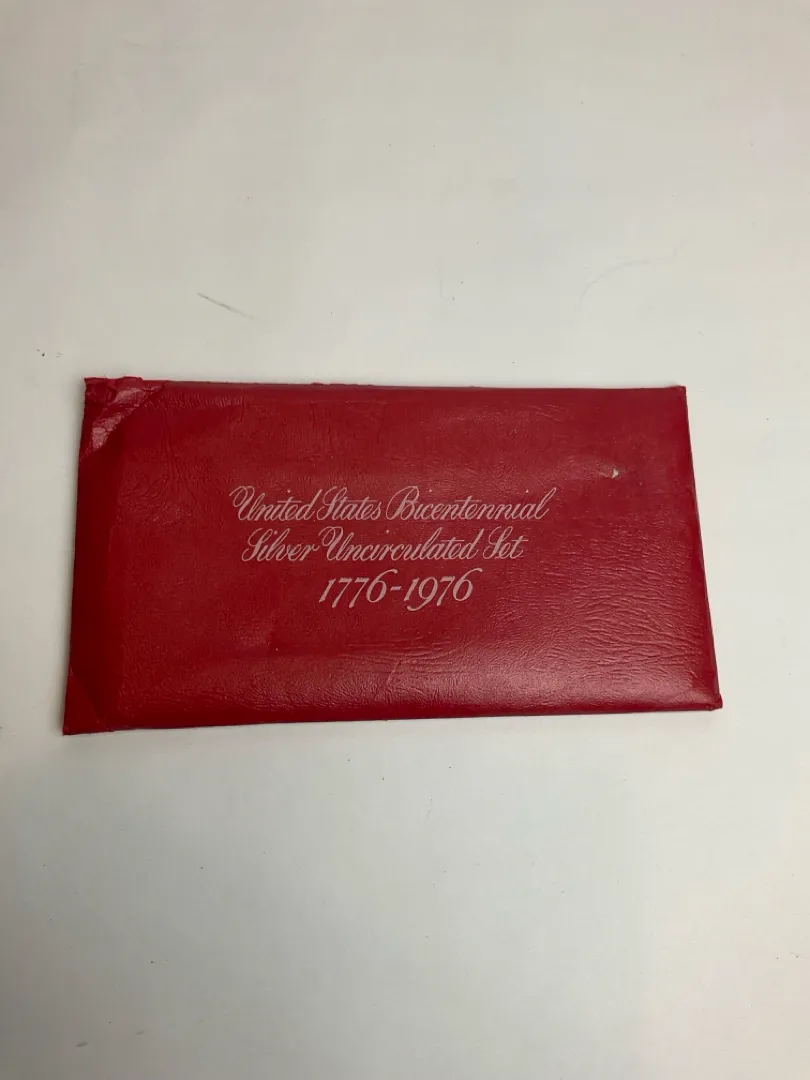 United States Bicentennial
Silver Uncirculated Set
1776-1976